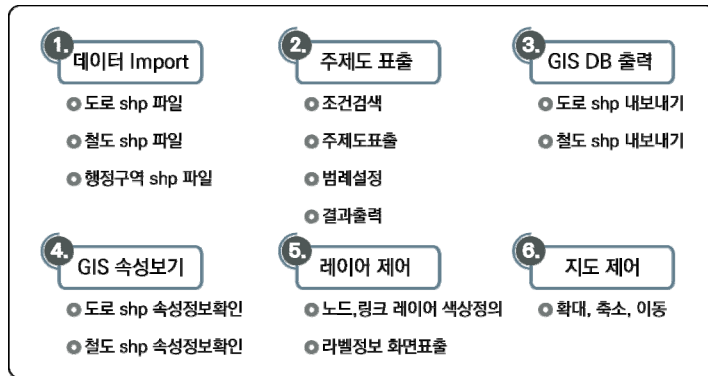 1. 데이터 Import
도로 shp 파일
철도 shp 파일
행정구역 shp 파일
2. 주제도 표출
조건검색
주제도표출
범례설정
결과출력
3. GIS DB 출력
도로 shp 내보내기
철도 shp 내보내기
4. GIS 속성보기
도로 shp 속성정보확인
철도 shp 속성정보확인
5. 레이어 제어
노드,링크 레이어 색상정의
라벨정보 화면표출
6. 지도 제어
확대, 축소, 이동